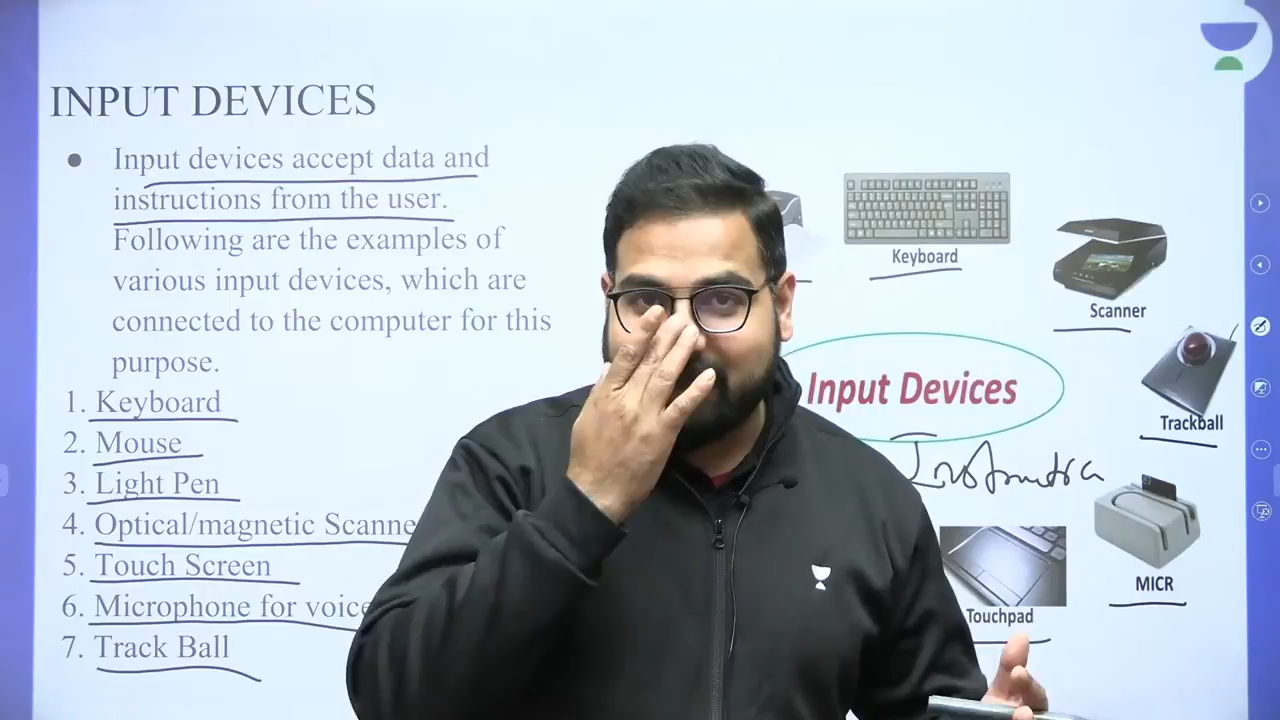 INPUT DEVICES
● Input devices accept data and
instructions from the user.
Following are the examples of
various input devices, which are
connected to the computer for this
purpose.
1. Keyboard
2. Mouse
3. Light Pen
4. Optical/magnetic Scanne
5. Touch Screen
6. Microphone for voice
7. Track Ball
Keyboard
Scanner
Input Devices
Trackball
MICR
Touchpad